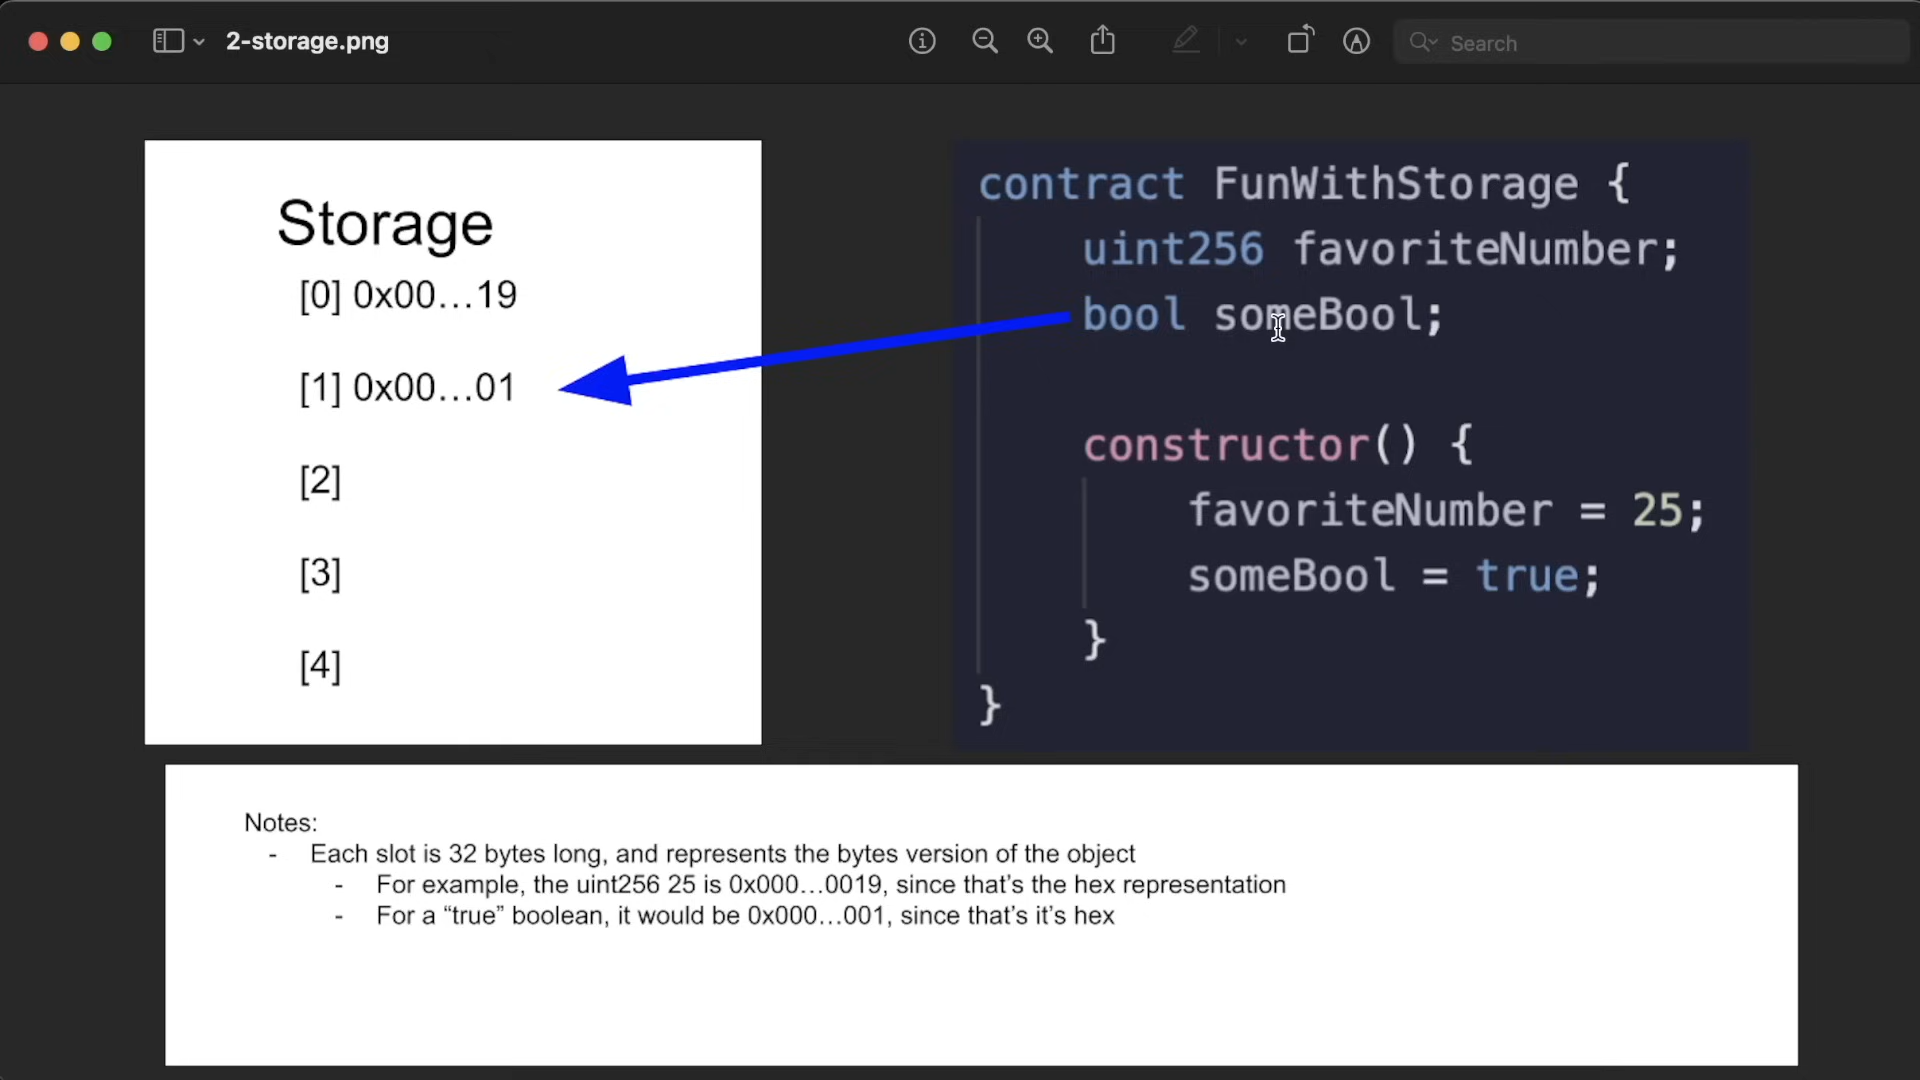 2-storage.png
Search
Storage
[0] 0x00...19
[1] 0x00...01
[2]
[3]
[4]
contract FunWithStorage {
uint256 favoriteNumber;
bool someBool;
constructor() {
favoriteNumber = 25;
someBool = true;
}
}
Notes:
- Each slot is 32 bytes long, and represents the bytes version of the object
- For example, the uint256 25 is 0x000...0019, since that's the hex representation
- For a “true” boolean, it would be 0x000...001, since that's it's hex